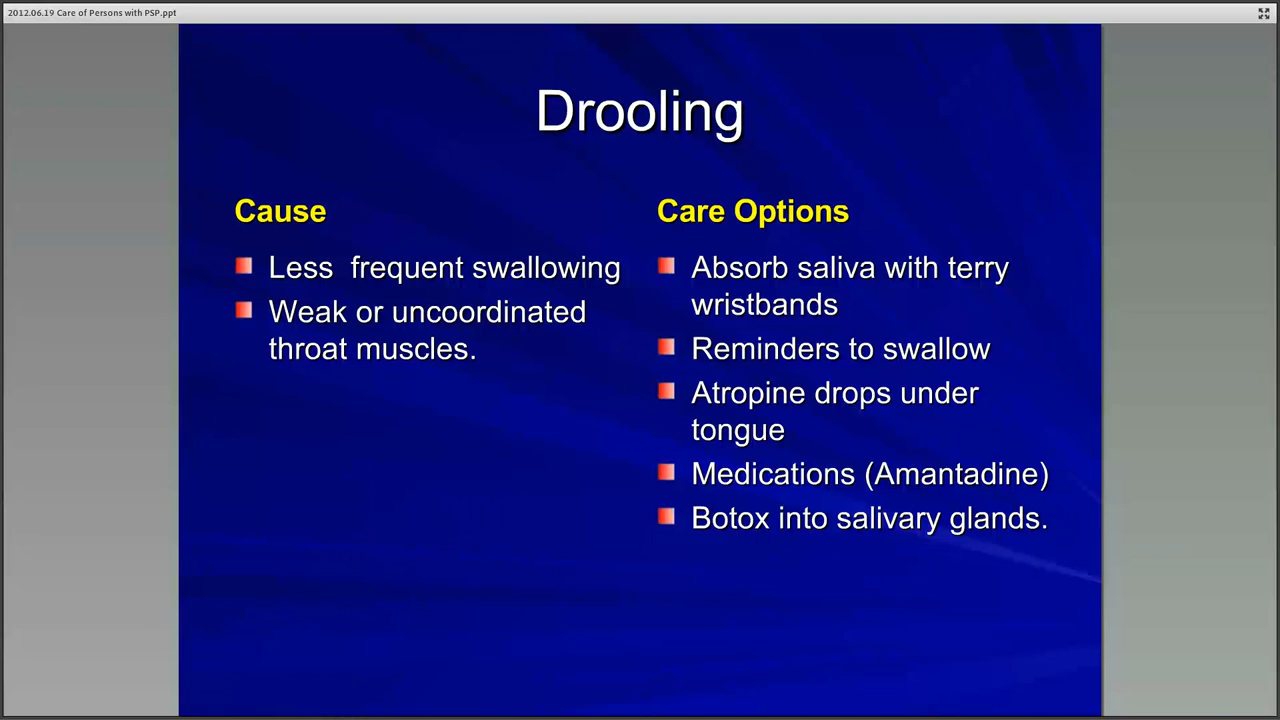 2012.06.19 Care of Persons with PSP.ppt
Drooling
Cause
Less  frequent swallowing
Weak or uncoordinated
throat muscles.
Care Options
Absorb saliva with terry
wristbands
Reminders to swallow
Atropine drops under
tongue
Medications (Amantadine)
Botox into salivary glands.